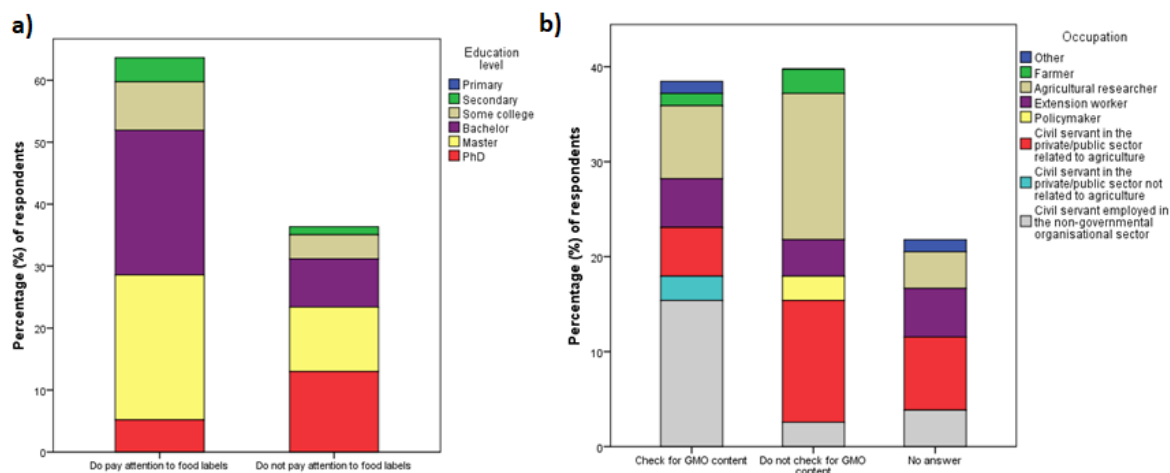 a)
Percentage (%) of respondents
60
50
40
30
20
10
0
Do pay attention to food labels
Do not pay attention to food labels
Education
level
Primary
Secondary
Some college
Bachelor
Master
PhD
b)
Percentage (%) of respondents
40
30
20
10
0
Check for GMO content
Do not check for GMO
content
No answer
Occupation
Other
Farmer
Agricultural researcher
Extension worker
Policymaker
Civil servant in the
private/public sector
related to agriculture
Civil servant in the
private/public sector not
related to agriculture
Civil servant employed in
the non-governmental
organisational sector